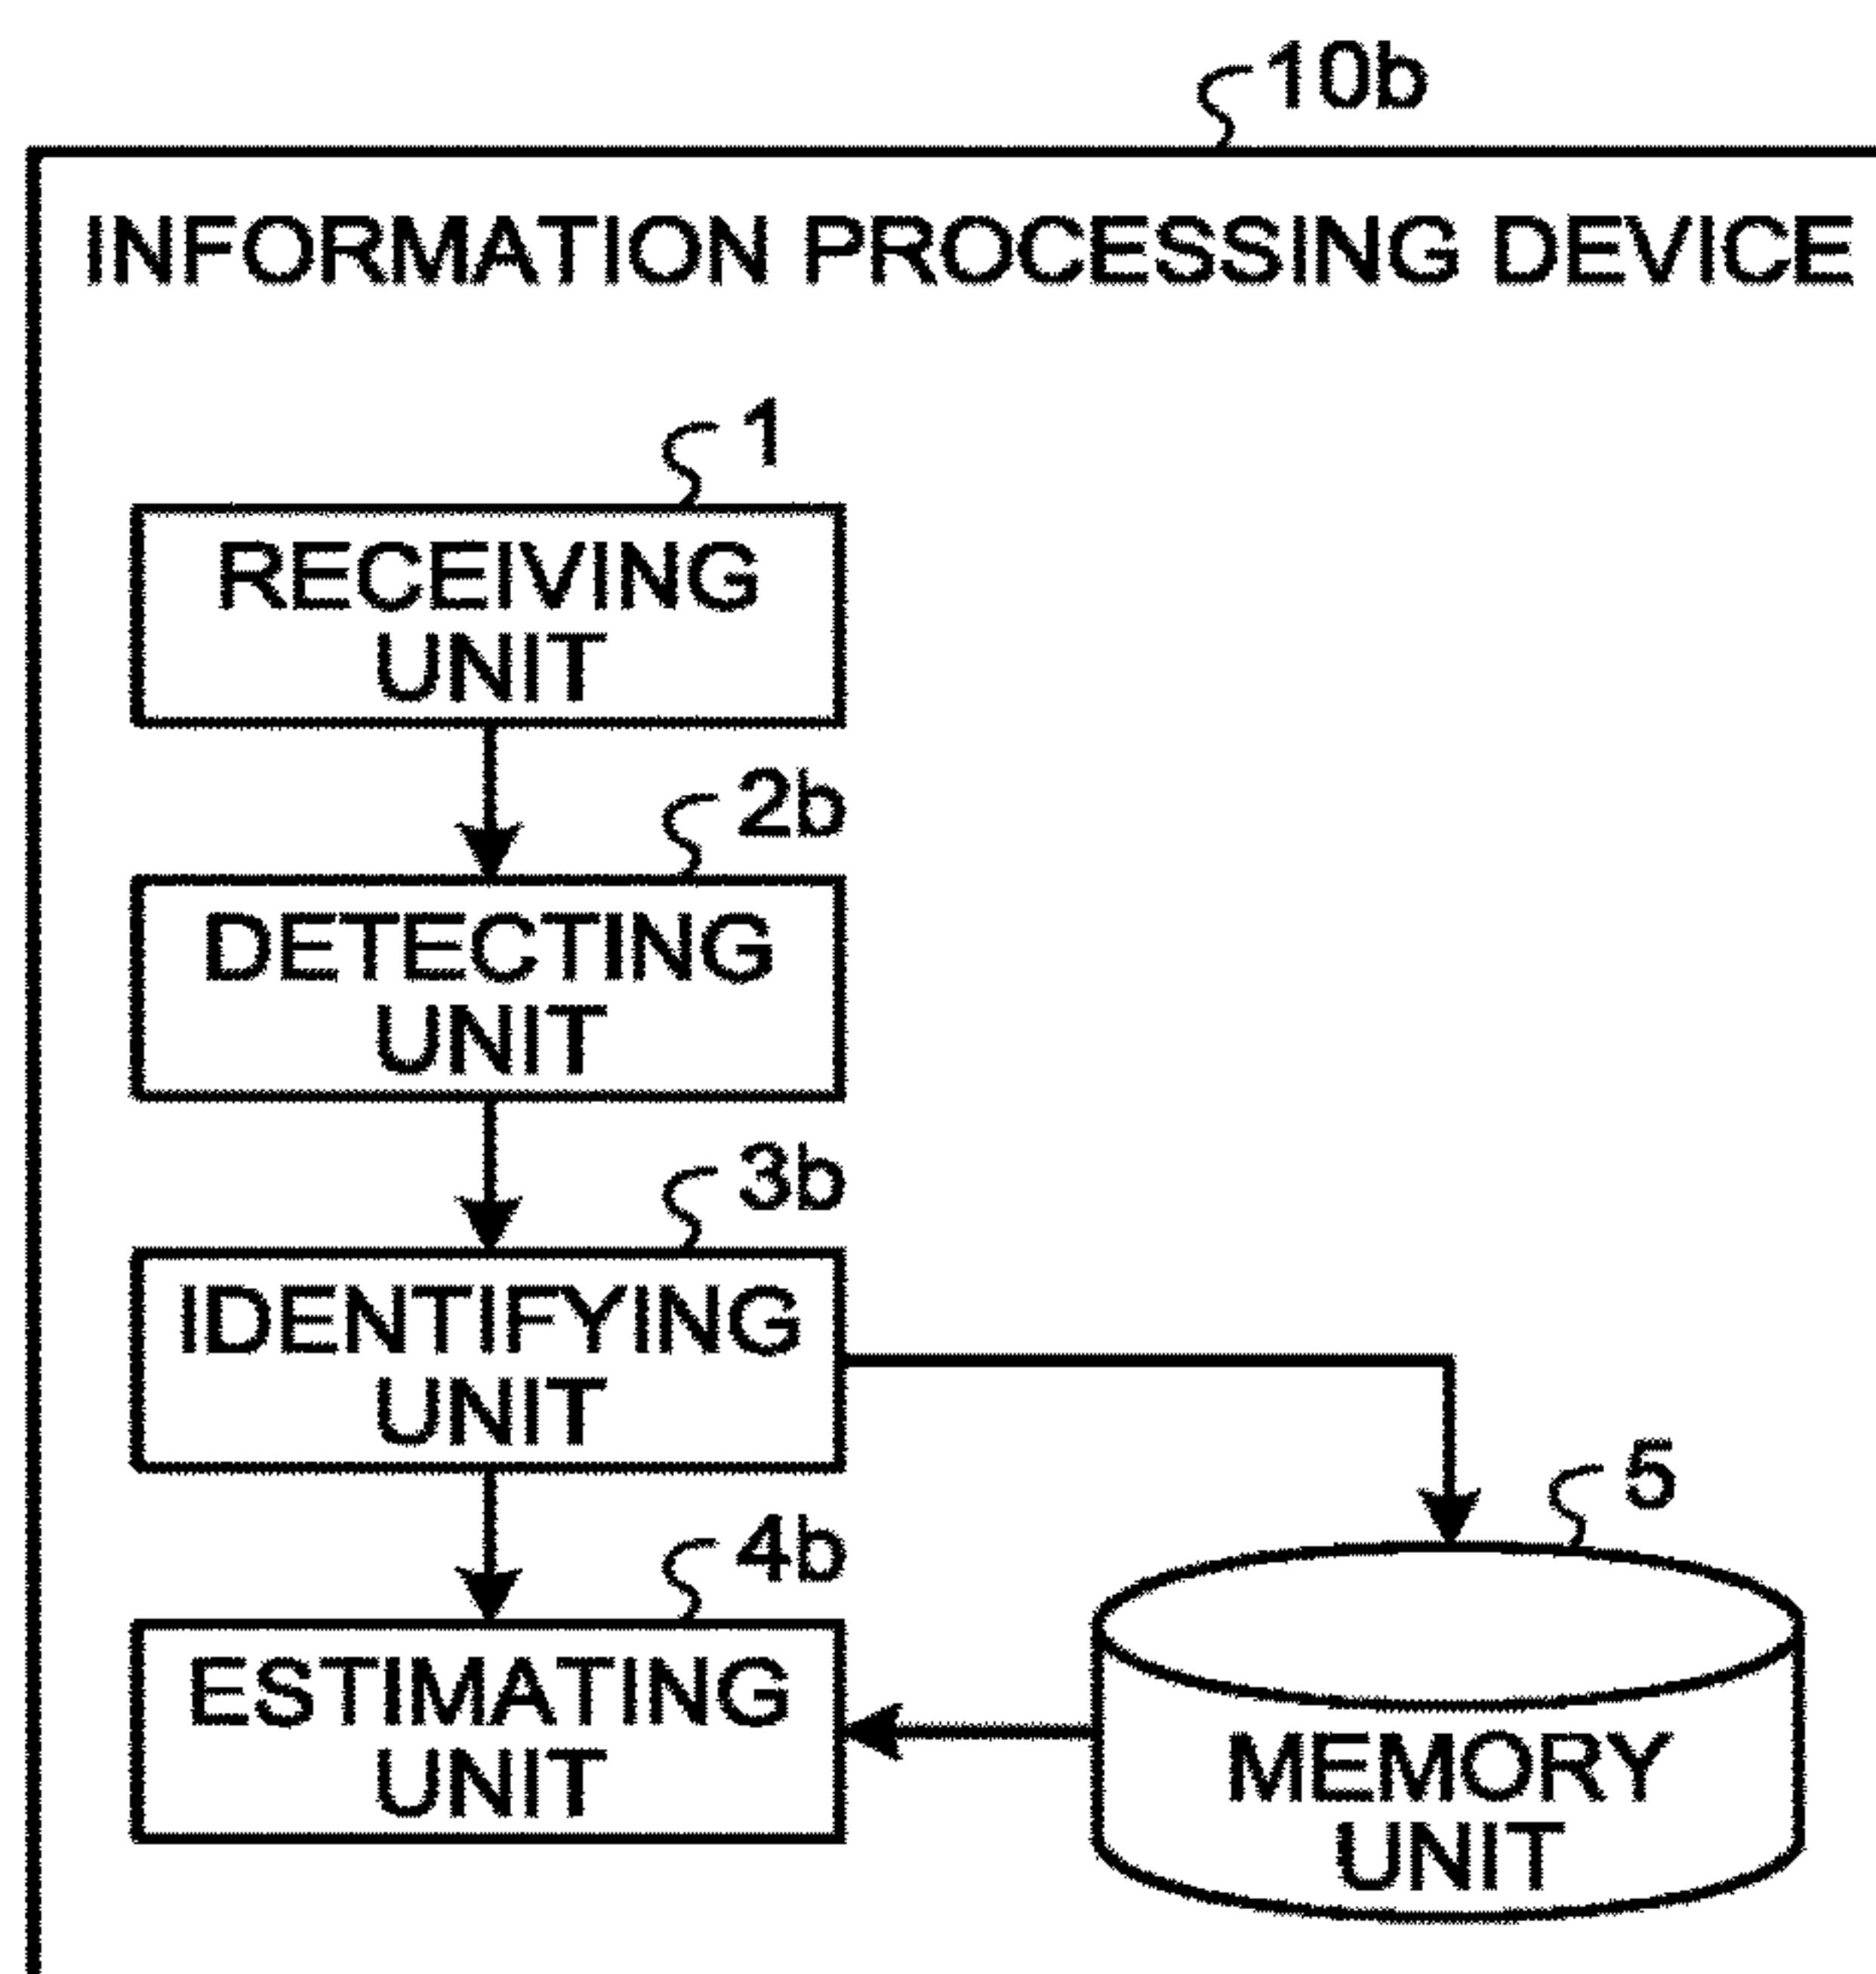 10b
INFORMATION PROCESSING DEVICE
1
RECEIVING
UNIT
2b
DETECTING
UNIT
3b
IDENTIFYING
UNIT
4b
ESTIMATING
UNIT
5
MEMORY
UNIT